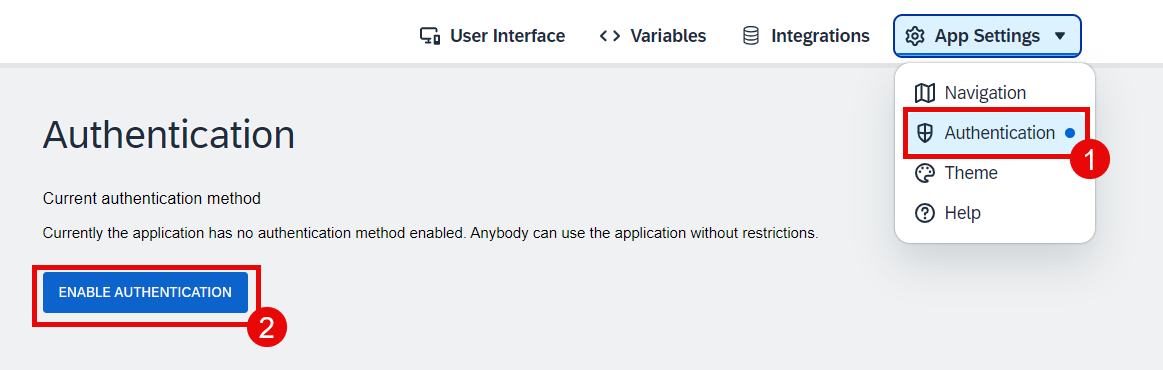 User Interface Variables Integrations App Settings
Navigation
Authentication 1
Theme
Help
Authentication
Current authentication method
Currently the application has no authentication method enabled. Anybody can use the application without restrictions.
ENABLE AUTHENTICATION
2